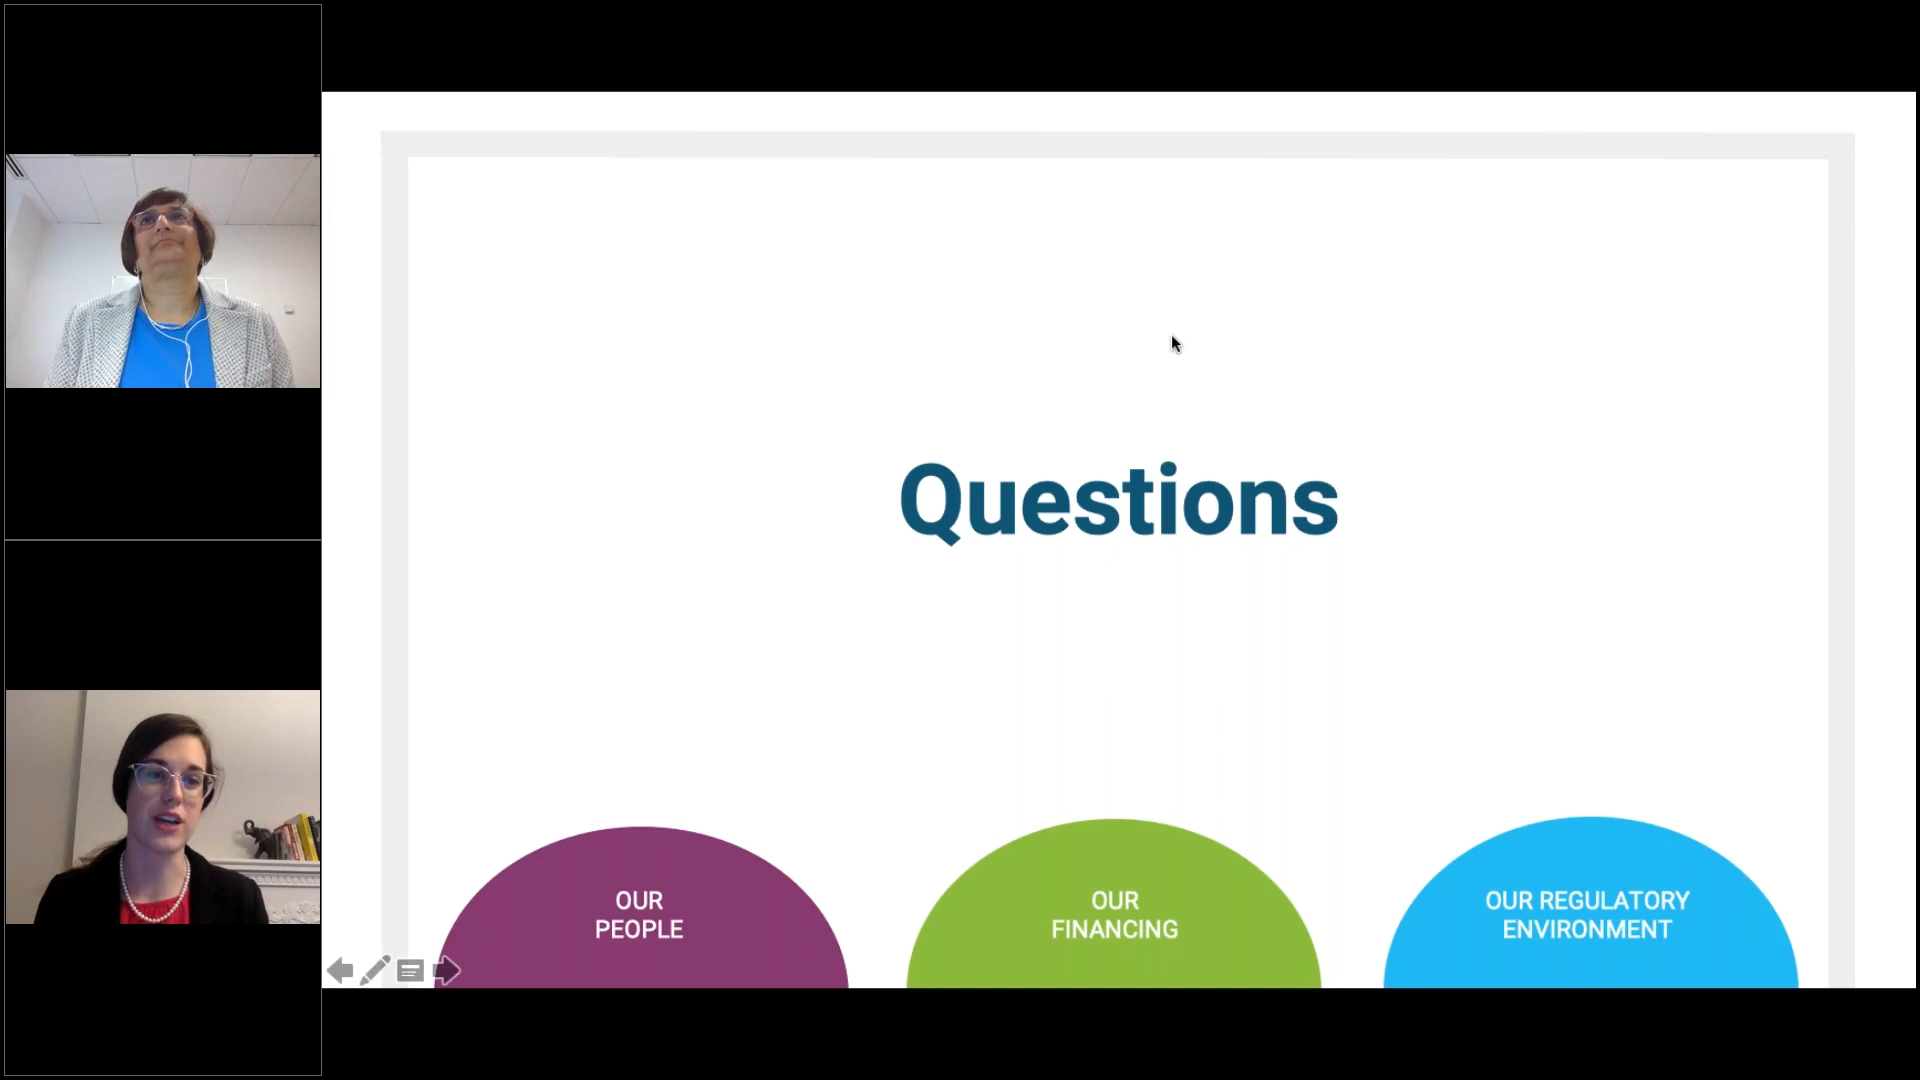 Questions
OUR
PEOPLE
OUR
FINANCING
OUR REGULATORY
ENVIRONMENT